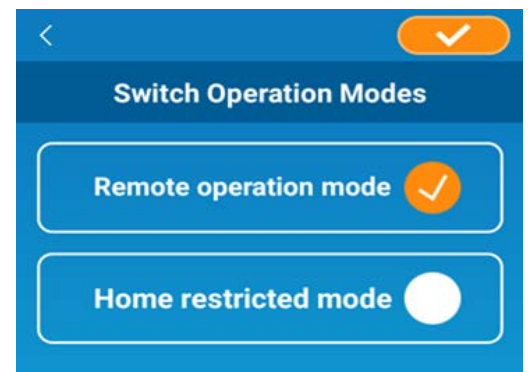 Switch Operation Modes
Remote operation mode
Home restricted mode